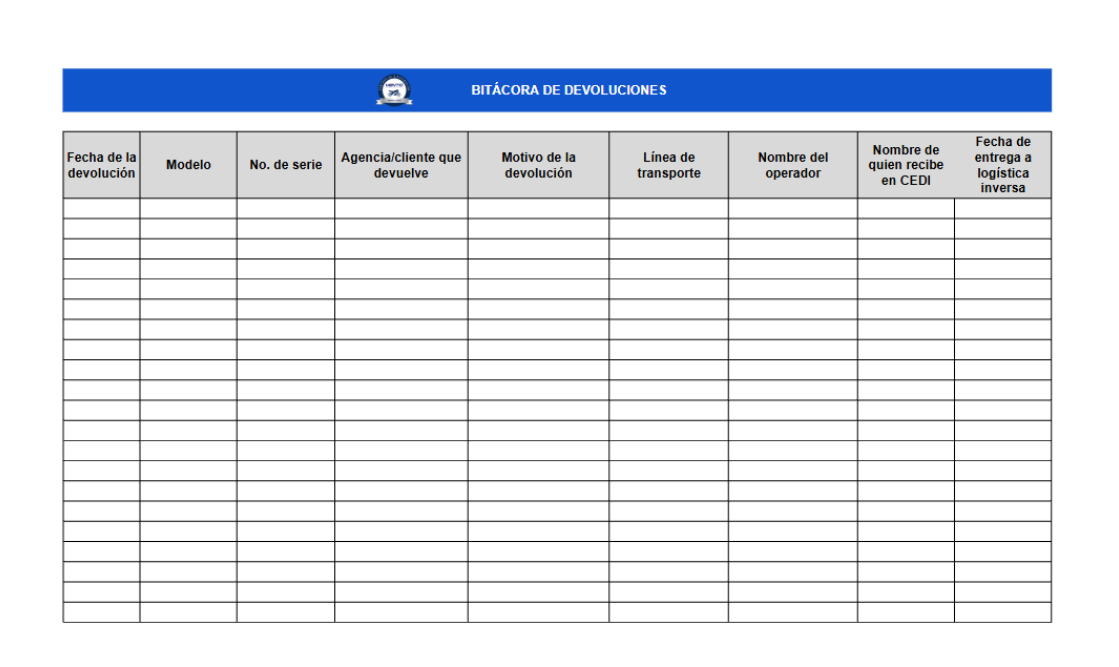 BITÁCORA DE DEVOLUCIONES
Fecha de la
devolución
Modelo
No. de serie
Agencia/cliente que
devuelve
Motivo de la
devolución
Línea de
transporte
Nombre del
operador
Nombre de
quien recibe
en CEDI
Fecha de
entrega a
logística
inversa